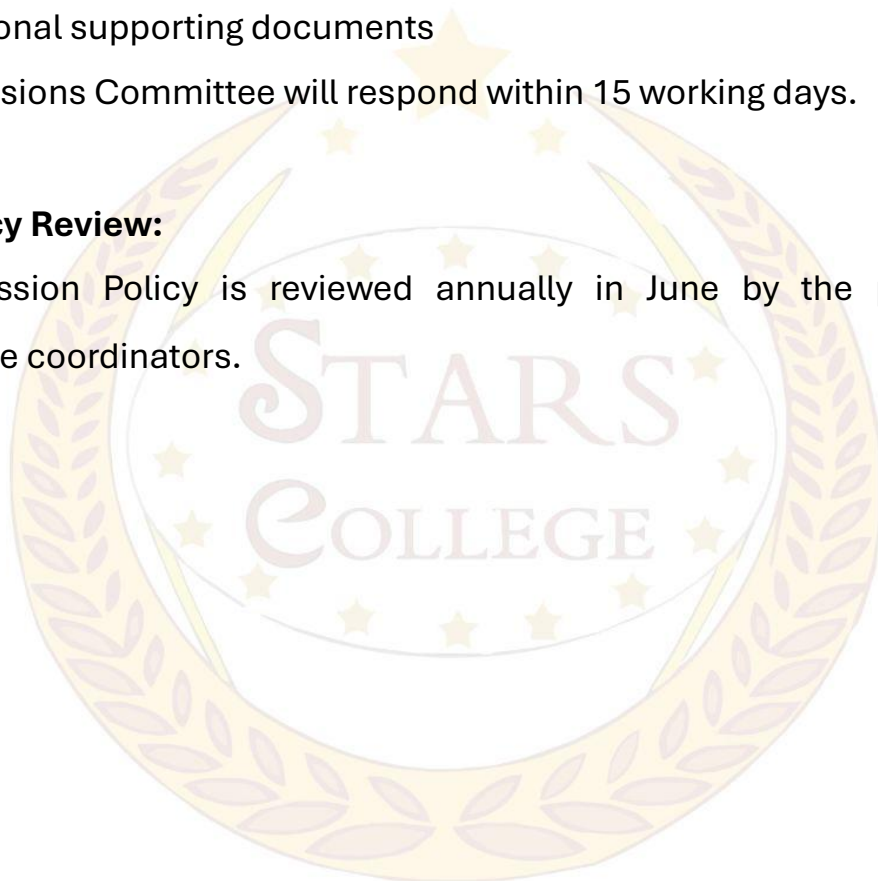 onal supporting documents
sions Committee will respond within 15 working days.
cy Review:
ssion Policy is reviewed annually in June by the
e coordinators.
STARS
COLLEGE